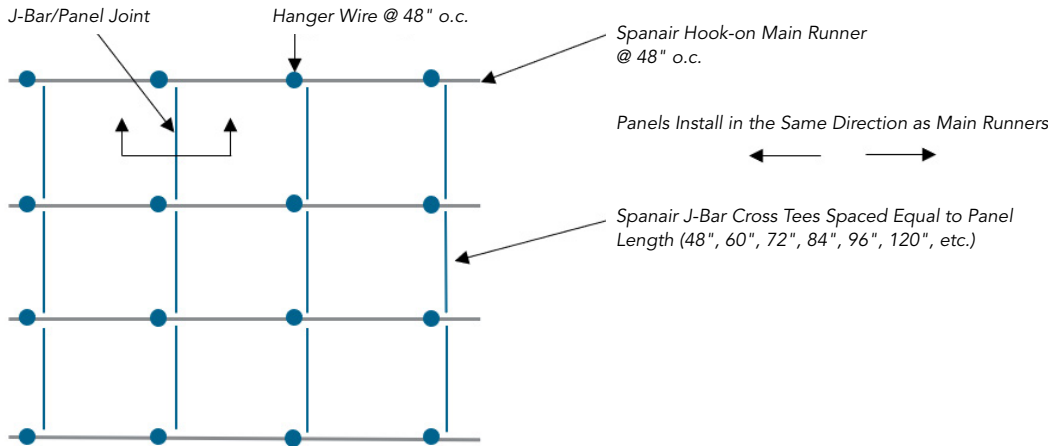 J-Bar/Panel Joint
Hanger Wire @ 48" o.c.
Spanair Hook-on Main Runner
@ 48" o.c.
Panels Install in the Same Direction as Main Runners
Spanair J-Bar Cross Tees Spaced Equal to Panel
Length (48", 60", 72", 84", 96", 120", etc.)